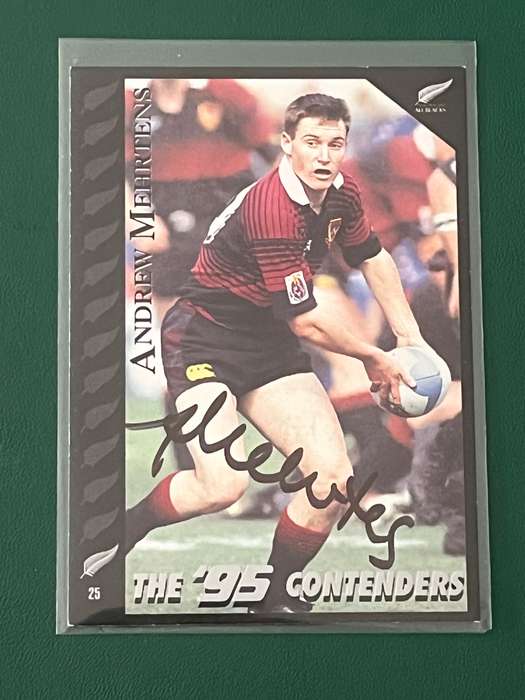 ALL BLACKS
ANDREW MEHRTENS
THE '95 CONTENDERS
25